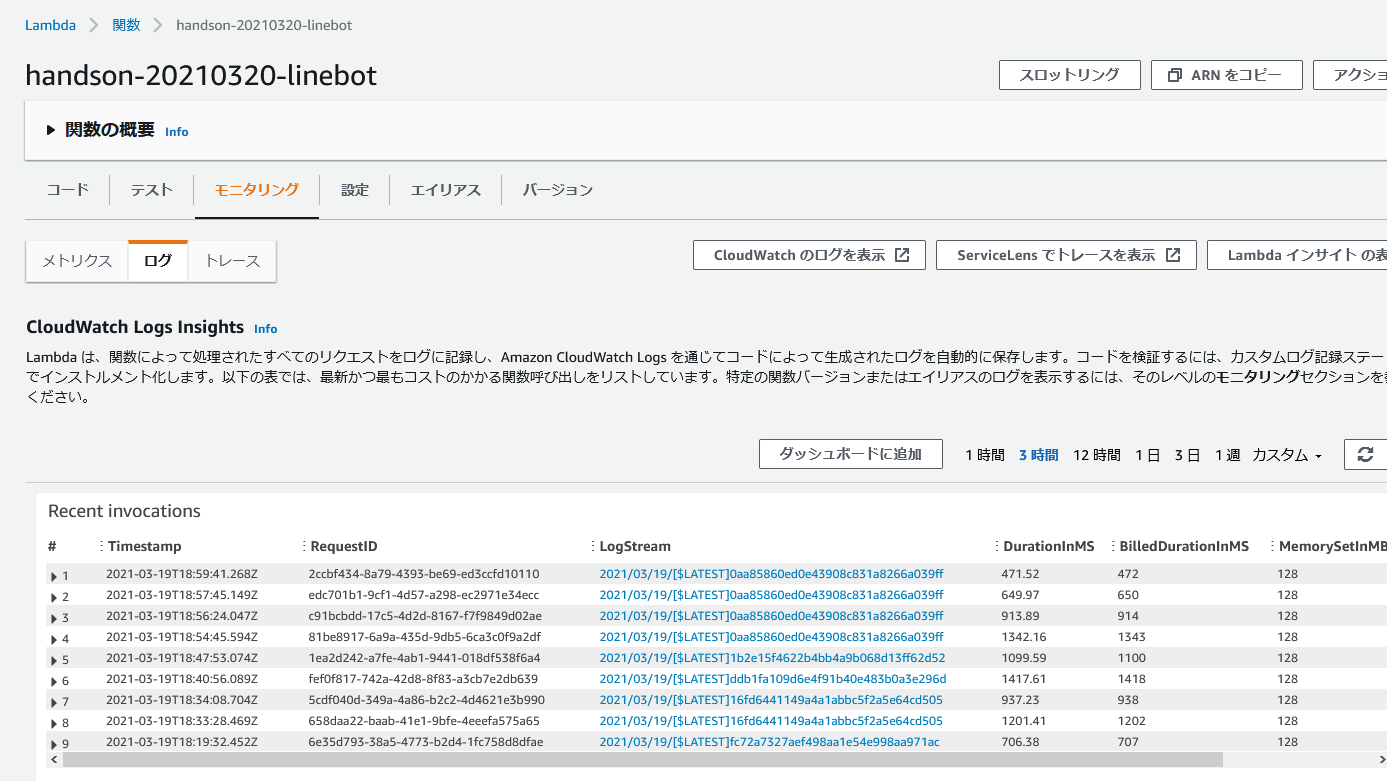 Lambda > 関数 > handson-20210320-linebot
handson-20210320-linebot
スロットリング ARN をコピー アクショ
関数の概要 Info
コード テスト モニタリング 設定 エイリアス バージョン
メトリクス ログ トレース
CloudWatch のログを表示 ServiceLens でトレースを表示 Lambda インサイト の表
CloudWatch Logs Insights Info
Lambda は、関数によって処理されたすべてのリクエストをログに記録し、Amazon CloudWatch Logs を通じてコードによって生成されたログを自動的に保存します。コードを検証するには、カスタムログ記録ステー
でインストルメント化します。以下の表では、最新かつ最もコストのかかる関数呼び出しをリストしています。特定の関数バージョンまたはエイリアスのログを表示するには、そのレベルのモニタリングセクションを
ください。
ダッシュボードに追加 1 時間 3 時間 12 時間 1 日 3 日 1 週 カスタム
Recent invocations
# Timestamp RequestID LogStream DurationInMS BilledDurationInMS MemorySetInMB
1 2021-03-19T18:59:41.268Z 2ccbf434-8a79-4393-be69-ed3ccfd10110 2021/03/19/[$LATEST]0aa85860ed0e43908c831a8266a039ff 471.52 472 128
2 2021-03-19T18:57:45.149Z edc701b1-9cf1-4d57-a298-ec2971e34ecc 2021/03/19/[$LATEST]0aa85860ed0e43908c831a8266a039ff 649.97 650 128
3 2021-03-19T18:56:24.047Z c91bcbdd-17c5-4d2d-8167-f7f9849d02ae 2021/03/19/[$LATEST]0aa85860ed0e43908c831a8266a039ff 913.89 914 128
4 2021-03-19T18:54:45.594Z 81be8917-6a9a-435d-9db5-6ca3c0f9a2df 2021/03/19/[$LATEST]0aa85860ed0e43908c831a8266a039ff 1342.16 1343 128
5 2021-03-19T18:47:53.074Z 1ea2d242-a7fe-4ab1-9441-018df538f6a4 2021/03/19/[$LATEST]1b2e15f4622b4bb4a9b068d13ff62d52 1099.59 1100 128
6 2021-03-19T18:40:56.089Z fef0f817-742a-42d8-8f83-a3cb7e2db639 2021/03/19/[$LATEST]ddb1fa109d6e4f91b40e483b0a3e296d 1417.61 1418 128
7 2021-03-19T18:34:08.704Z 5cdf040d-349a-4a86-b2c2-4d4621e3b990 2021/03/19/[$LATEST]16fd6441149a4a1abbc5f2a5e64cd505 937.23 938 128
8 2021-03-19T18:33:28.469Z 658daa22-baab-41e1-9bfe-4eeefa575a65 2021/03/19/[$LATEST]16fd6441149a4a1abbc5f2a5e64cd505 1201.41 1202 128
9 2021-03-19T18:19:32.452Z 6e35d793-38a5-4773-b2d4-1fc758d8dfae 2021/03/19/[$LATEST]fc72a7327aef498aa1e54e998aa971ac 706.38 707 128